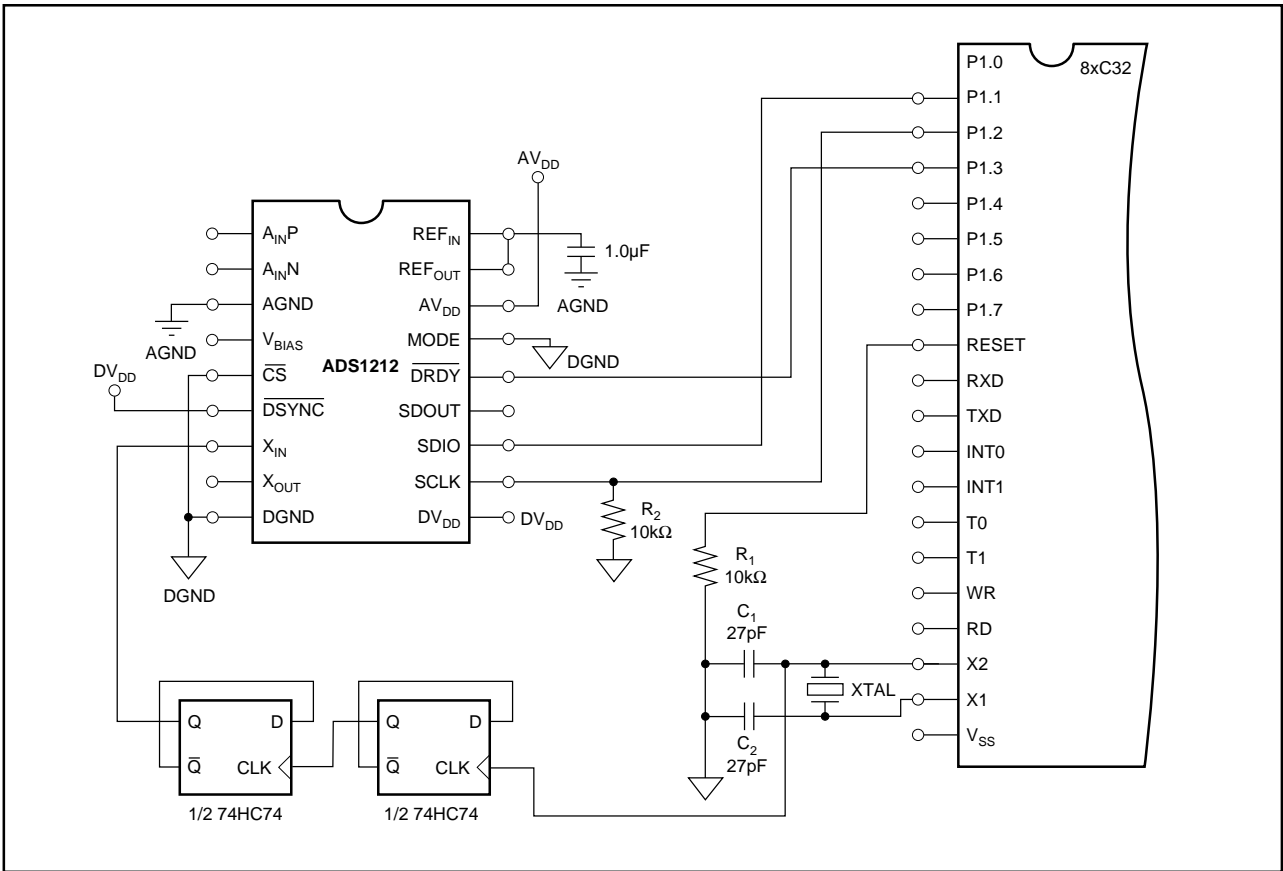 8xC32
P1.0
P1.1
P1.2
P1.3
P1.4
P1.5
P1.6
P1.7
RESET
RXD
TXD
INT0
INT1
T0
T1
WR
RD
X2
X1
VSS
AVDD
AINP
AINN
AGND
VBIAS
CS
DSYNC
XIN
XOUT
DGND
ADS1212
REFIN
REFOUT
AVDD
MODE
DRDY
SDOUT
SDIO
SCLK
DVDD
1.0µF
AGND
DGND
DVDD
AGND
DVDD
DGND
R2
10kΩ
R1
10kΩ
C1
27pF
XTAL
C2
27pF
Q
D
Q
CLK
1/2 74HC74
Q
D
Q
CLK
1/2 74HC74